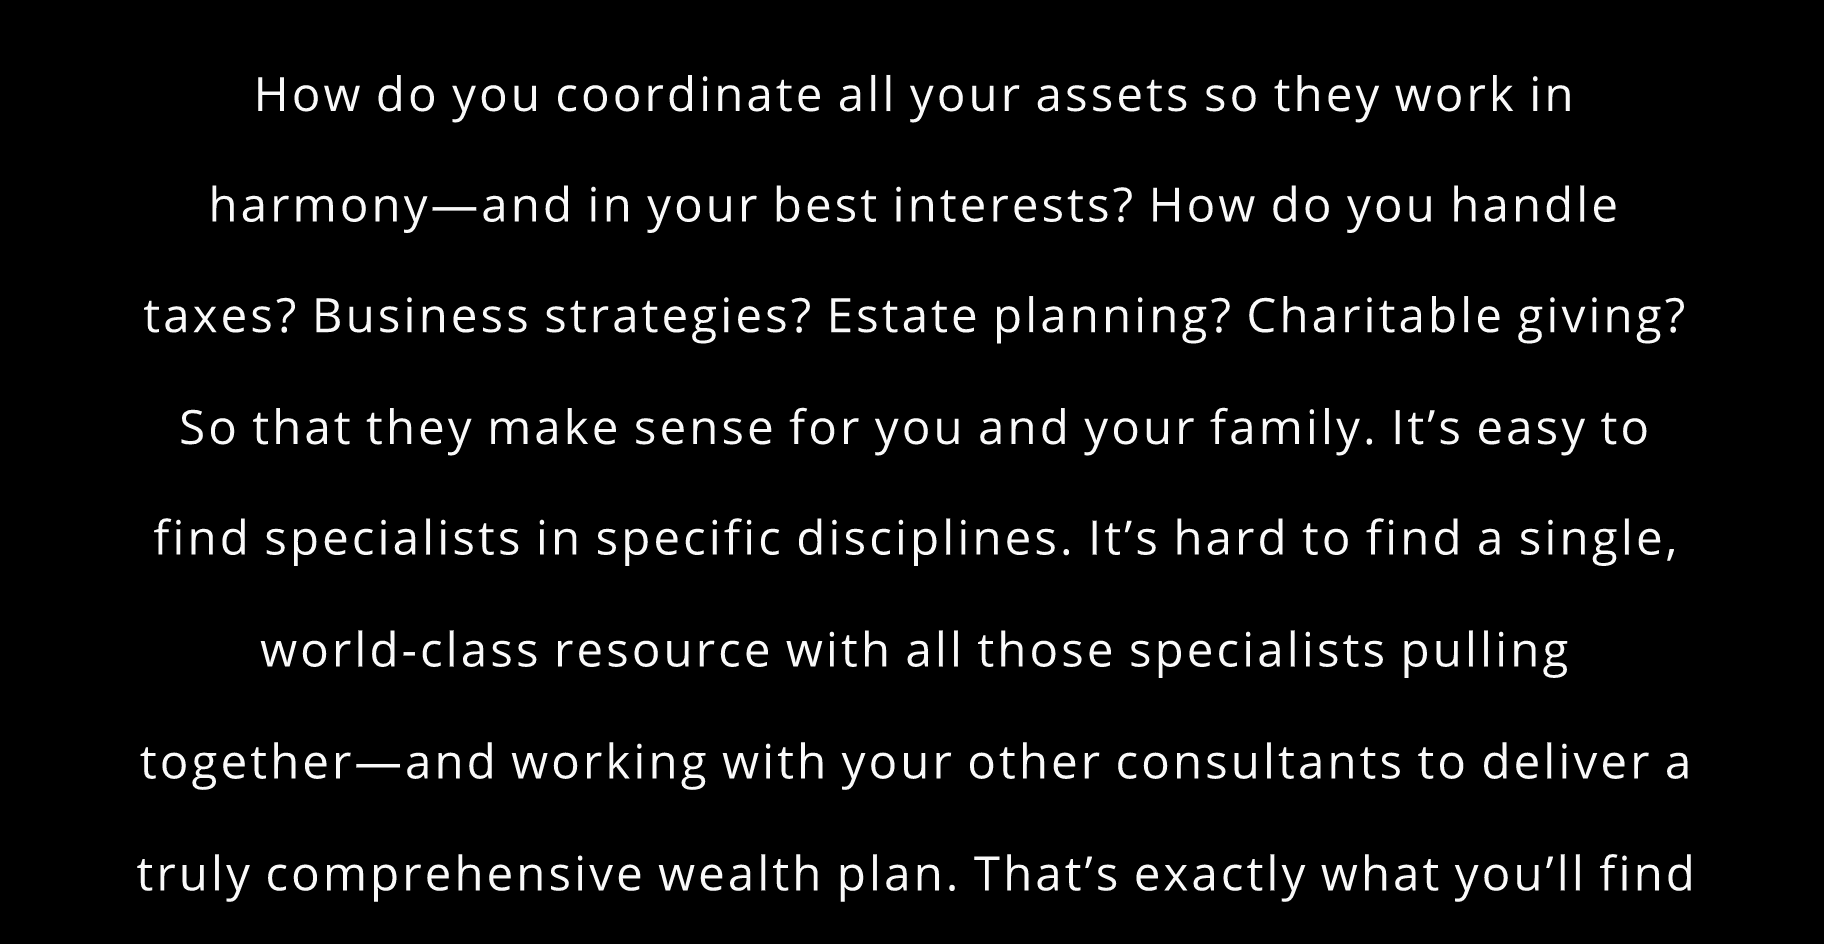 How do you coordinate all your assets so they work in
harmony—and in your best interests? How do you handle
taxes? Business strategies? Estate planning? Charitable giving?
So that they make sense for you and your family. It’s easy to
find specialists in specific disciplines. It’s hard to find a single,
world-class resource with all those specialists pulling
together—and working with your other consultants to deliver a
truly comprehensive wealth plan. That’s exactly what you’ll find